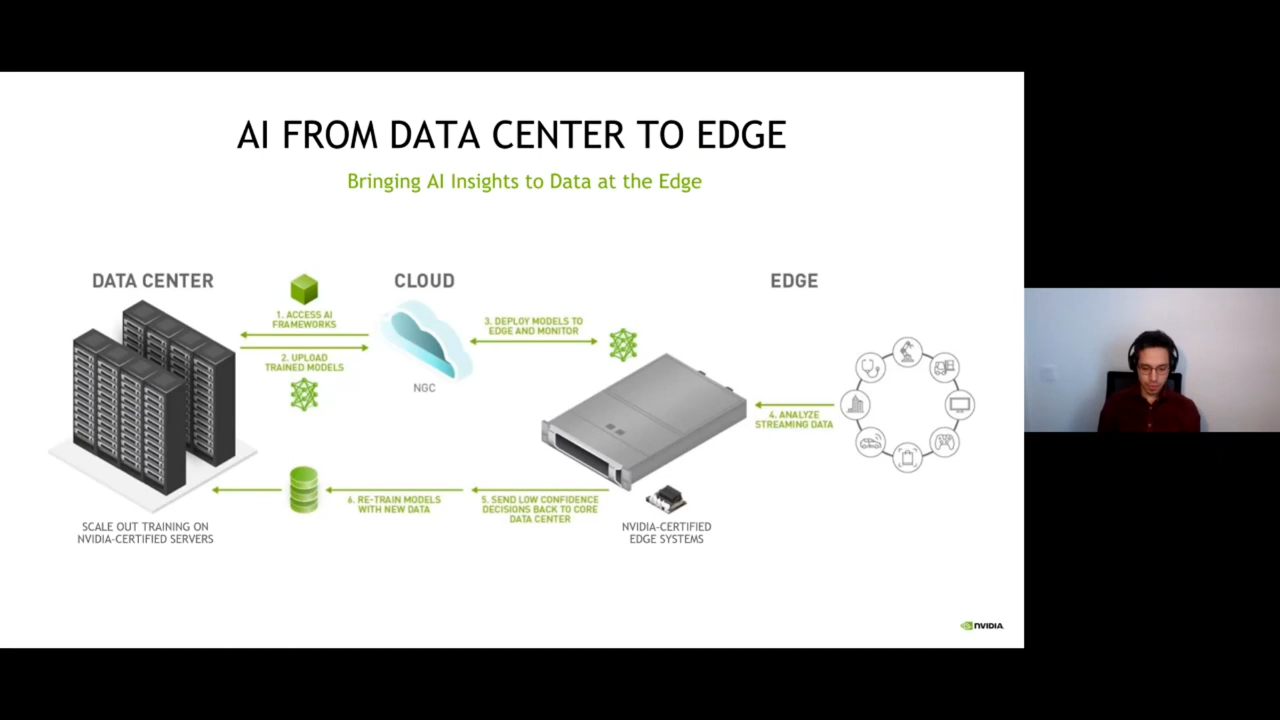 AI FROM DATA CENTER TO EDGE
Bringing AI Insights to Data at the Edge
DATA CENTER
CLOUD
EDGE
1. ACCESS AI
FRAMEWORKS
2. UPLOAD
TRAINED MODELS
NGC
3. DEPLOY MODELS TO
EDGE AND MONITOR
4. ANALYZE
STREAMING DATA
5. SEND LOW CONFIDENCE
DECISIONS BACK TO CORE
DATA CENTER
6. RE-TRAIN MODELS
WITH NEW DATA
SCALE OUT TRAINING ON
NVIDIA-CERTIFIED SERVERS
NVIDIA-CERTIFIED
EDGE SYSTEMS
NVIDIA